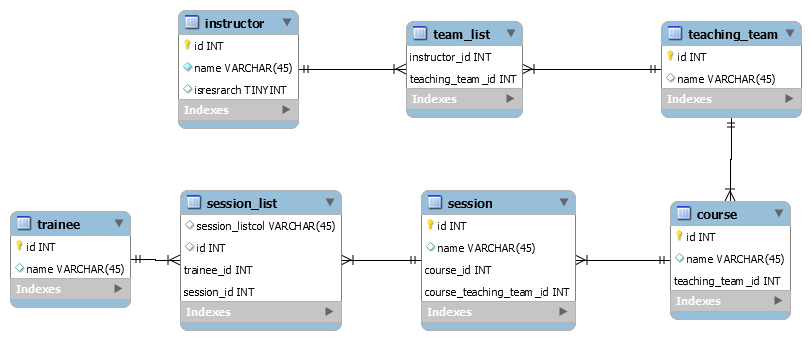 instructor
id INT
name VARCHAR(45)
isresrarch TINYINT
Indexes
team_list
instructor_id INT
teaching_team_id INT
Indexes
teaching_team
id INT
name VARCHAR(45)
Indexes
trainee
id INT
name VARCHAR(45)
Indexes
session_list
session_listcol VARCHAR(45)
id INT
trainee_id INT
session_id INT
Indexes
session
id INT
name VARCHAR(45)
course_id INT
course_teaching_team_id INT
Indexes
course
id INT
name VARCHAR(45)
teaching_team_id INT
Indexes